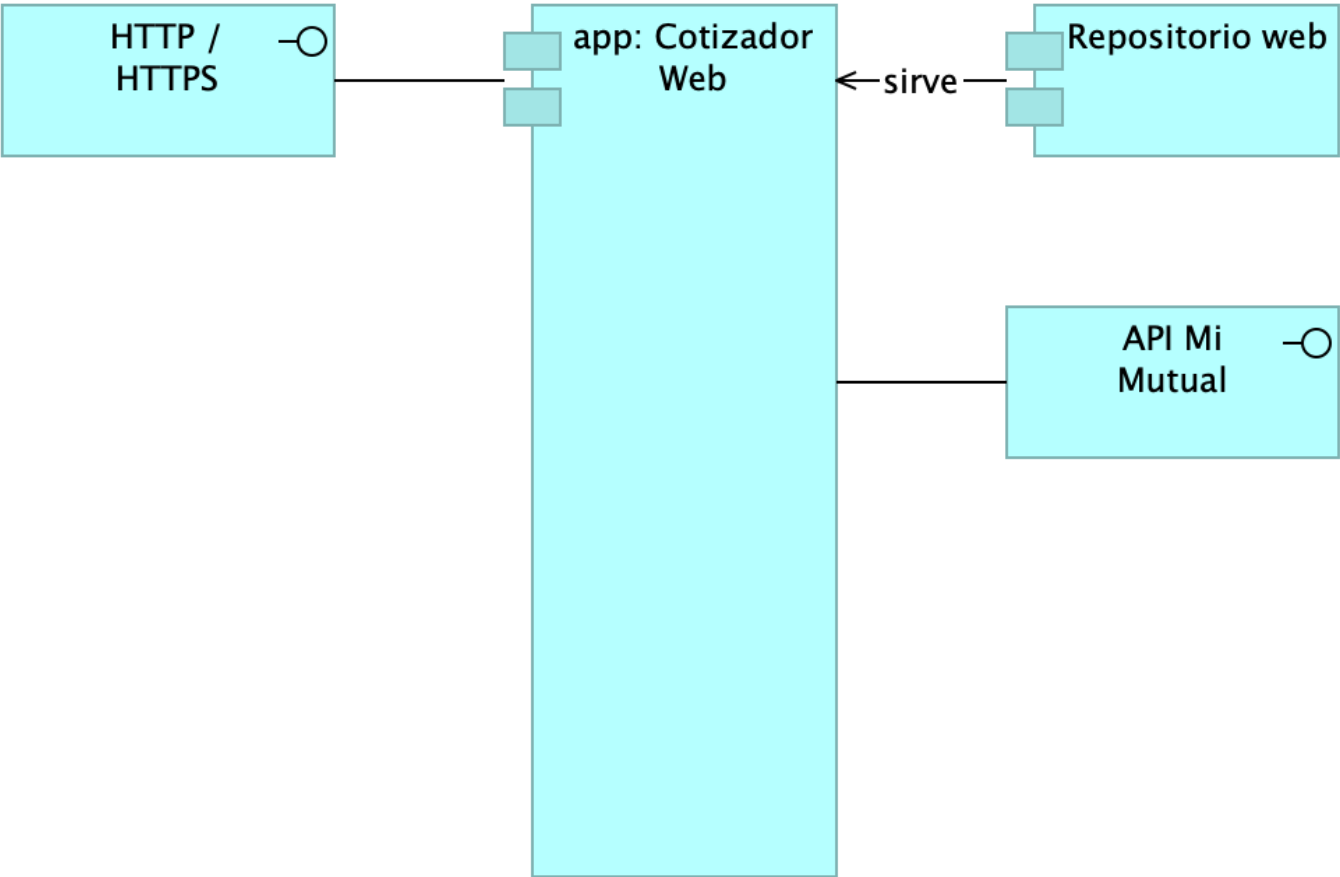 HTTP /
HTTPS
app: Cotizador
Web
sirve
Repositorio web
API Mi
Mutual